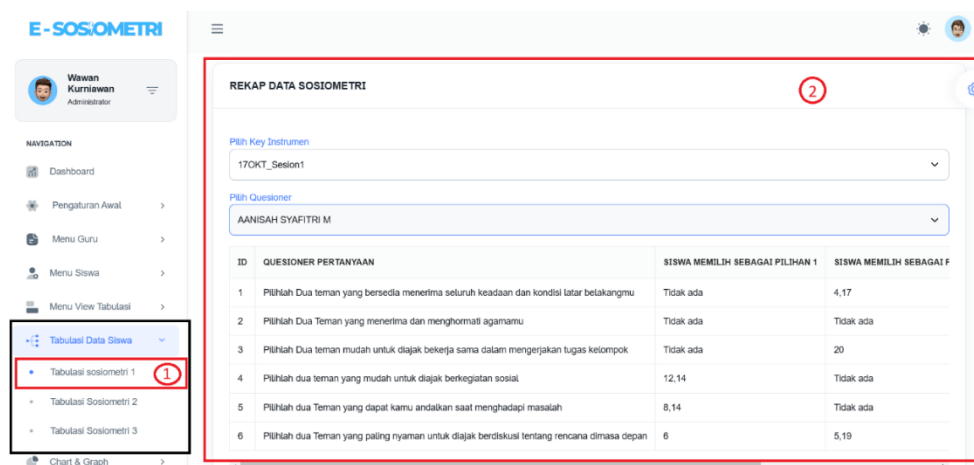 E-SOSIOMETRI
Wawan
Kurniawan
Administrator
NAVIGATION
Dashboard
Pengaturan Awal
Menu Guru
Menu Siswa
Menu View Tabulasi
Tabulasi Data Siswa
Tabulasi sosiometri 1
1
Tabulasi Sosiometri 2
Tabulasi Sosiometri 3
Chart & Graph
REKAP DATA SOSIOMETRI
2
Pilih Key Instrumen
17OKT_Sesion1
Pilih Quesioner
AANISAH SYAFITRI M
ID QUESIONER PERTANYAAN SISWA MEMILIH SEBAGAI PILIHAN 1 SISWA MEMILIH SEBAGAI
1 Pilihlah Dua teman yang bersedia menerima seluruh keadaan dan kondisi latar belakangmu Tidak ada 4,17
2 Pilihlah Dua Teman yang menerima dan menghormati agamamu Tidak ada Tidak ada
3 Pilihlah Dua teman mudah untuk diajak bekerja sama dalam mengerjakan tugas kelompok Tidak ada 20
4 Pilihlah dua teman yang mudah untuk diajak berkegiatan sosial 12,14 Tidak ada
5 Pilihlah dua Teman yang dapat kamu andalkan saat menghadapi masalah 8,14 Tidak ada
6 Pilihlah dua Teman yang paling nyaman untuk diajak berdiskusi tentang rencana dimasa depan 6 5,19